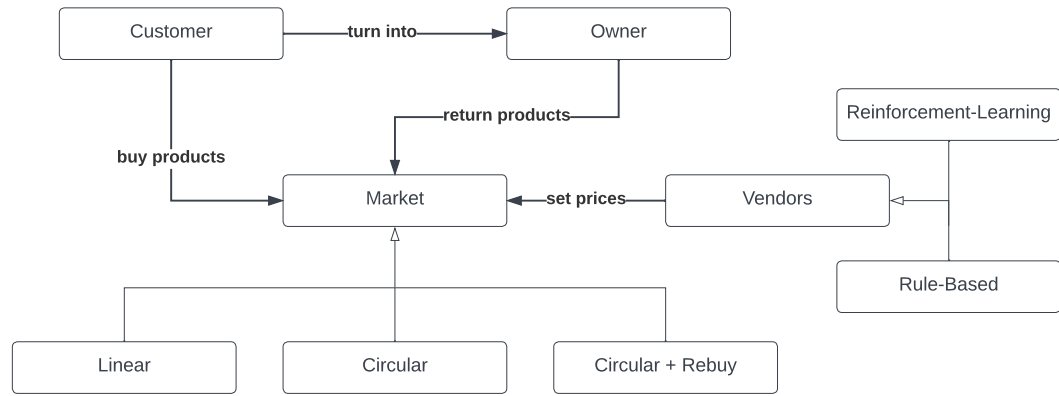 Customer
turn into
Owner
Reinforcement-Learning
return products
buy products
Market
set prices
Vendors
Rule-Based
Linear
Circular
Circular + Rebuy